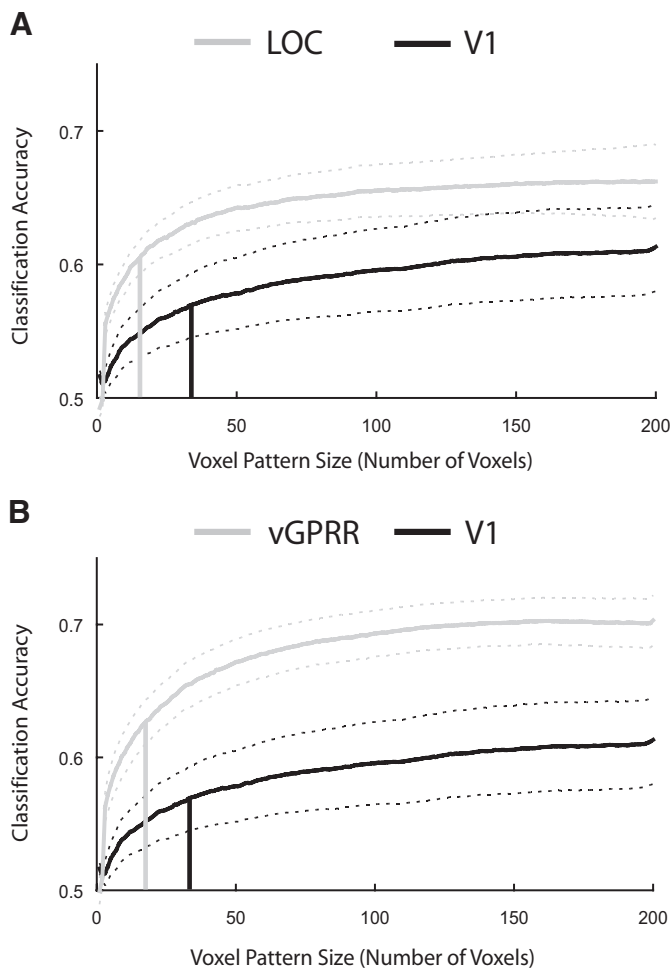 A
LOC V1
0.7
0.6
0.5
Classification Accuracy
0 50 100 150 200
Voxel Pattern Size (Number of Voxels)
B
vGPRR V1
0.7
0.6
0.5
Classification Accuracy
0 50 100 150 200
Voxel Pattern Size (Number of Voxels)